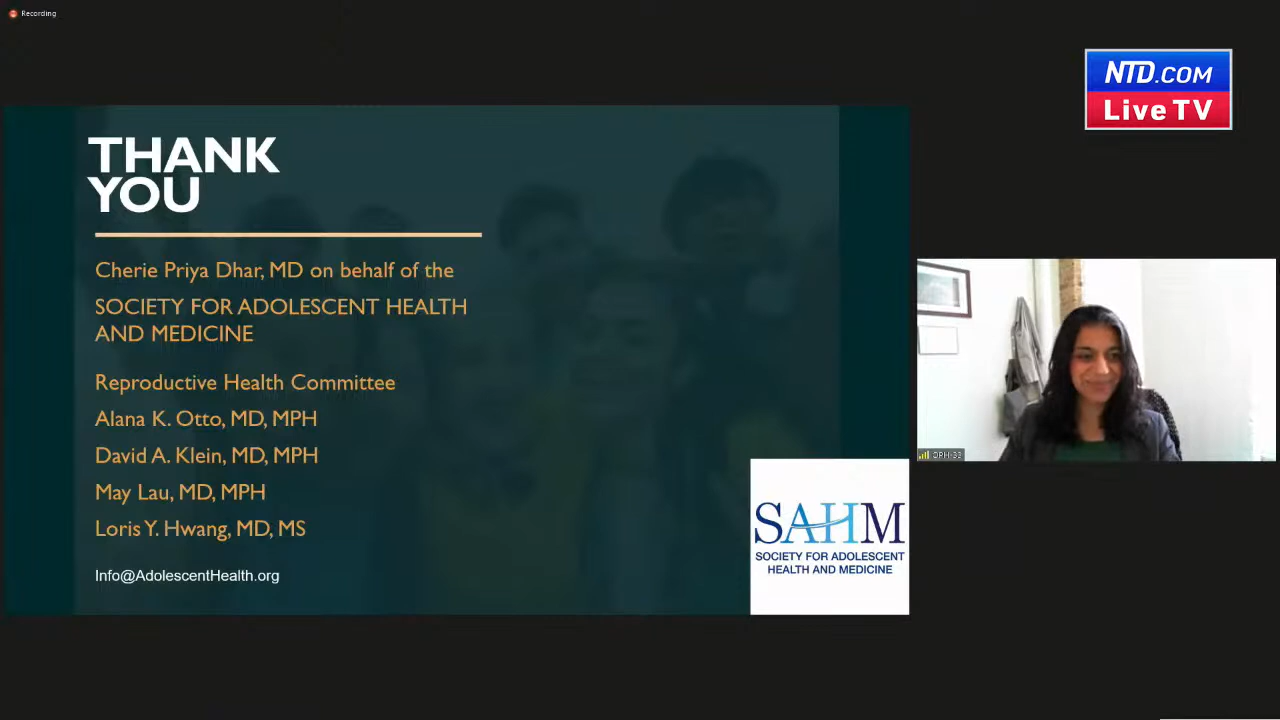 Recording
NTD.COM
Live TV
THANK
YOU
Cherie Priya Dhar, MD on behalf of the
SOCIETY FOR ADOLESCENT HEALTH
AND MEDICINE
Reproductive Health Committee
Alana K. Otto, MD, MPH
David A. Klein, MD, MPH
May Lau, MD, MPH
Loris Y. Hwang, MD, MS
Info@AdolescentHealth.org
SAHM
SOCIETY FOR ADOLESCENT
HEALTH AND MEDICINE